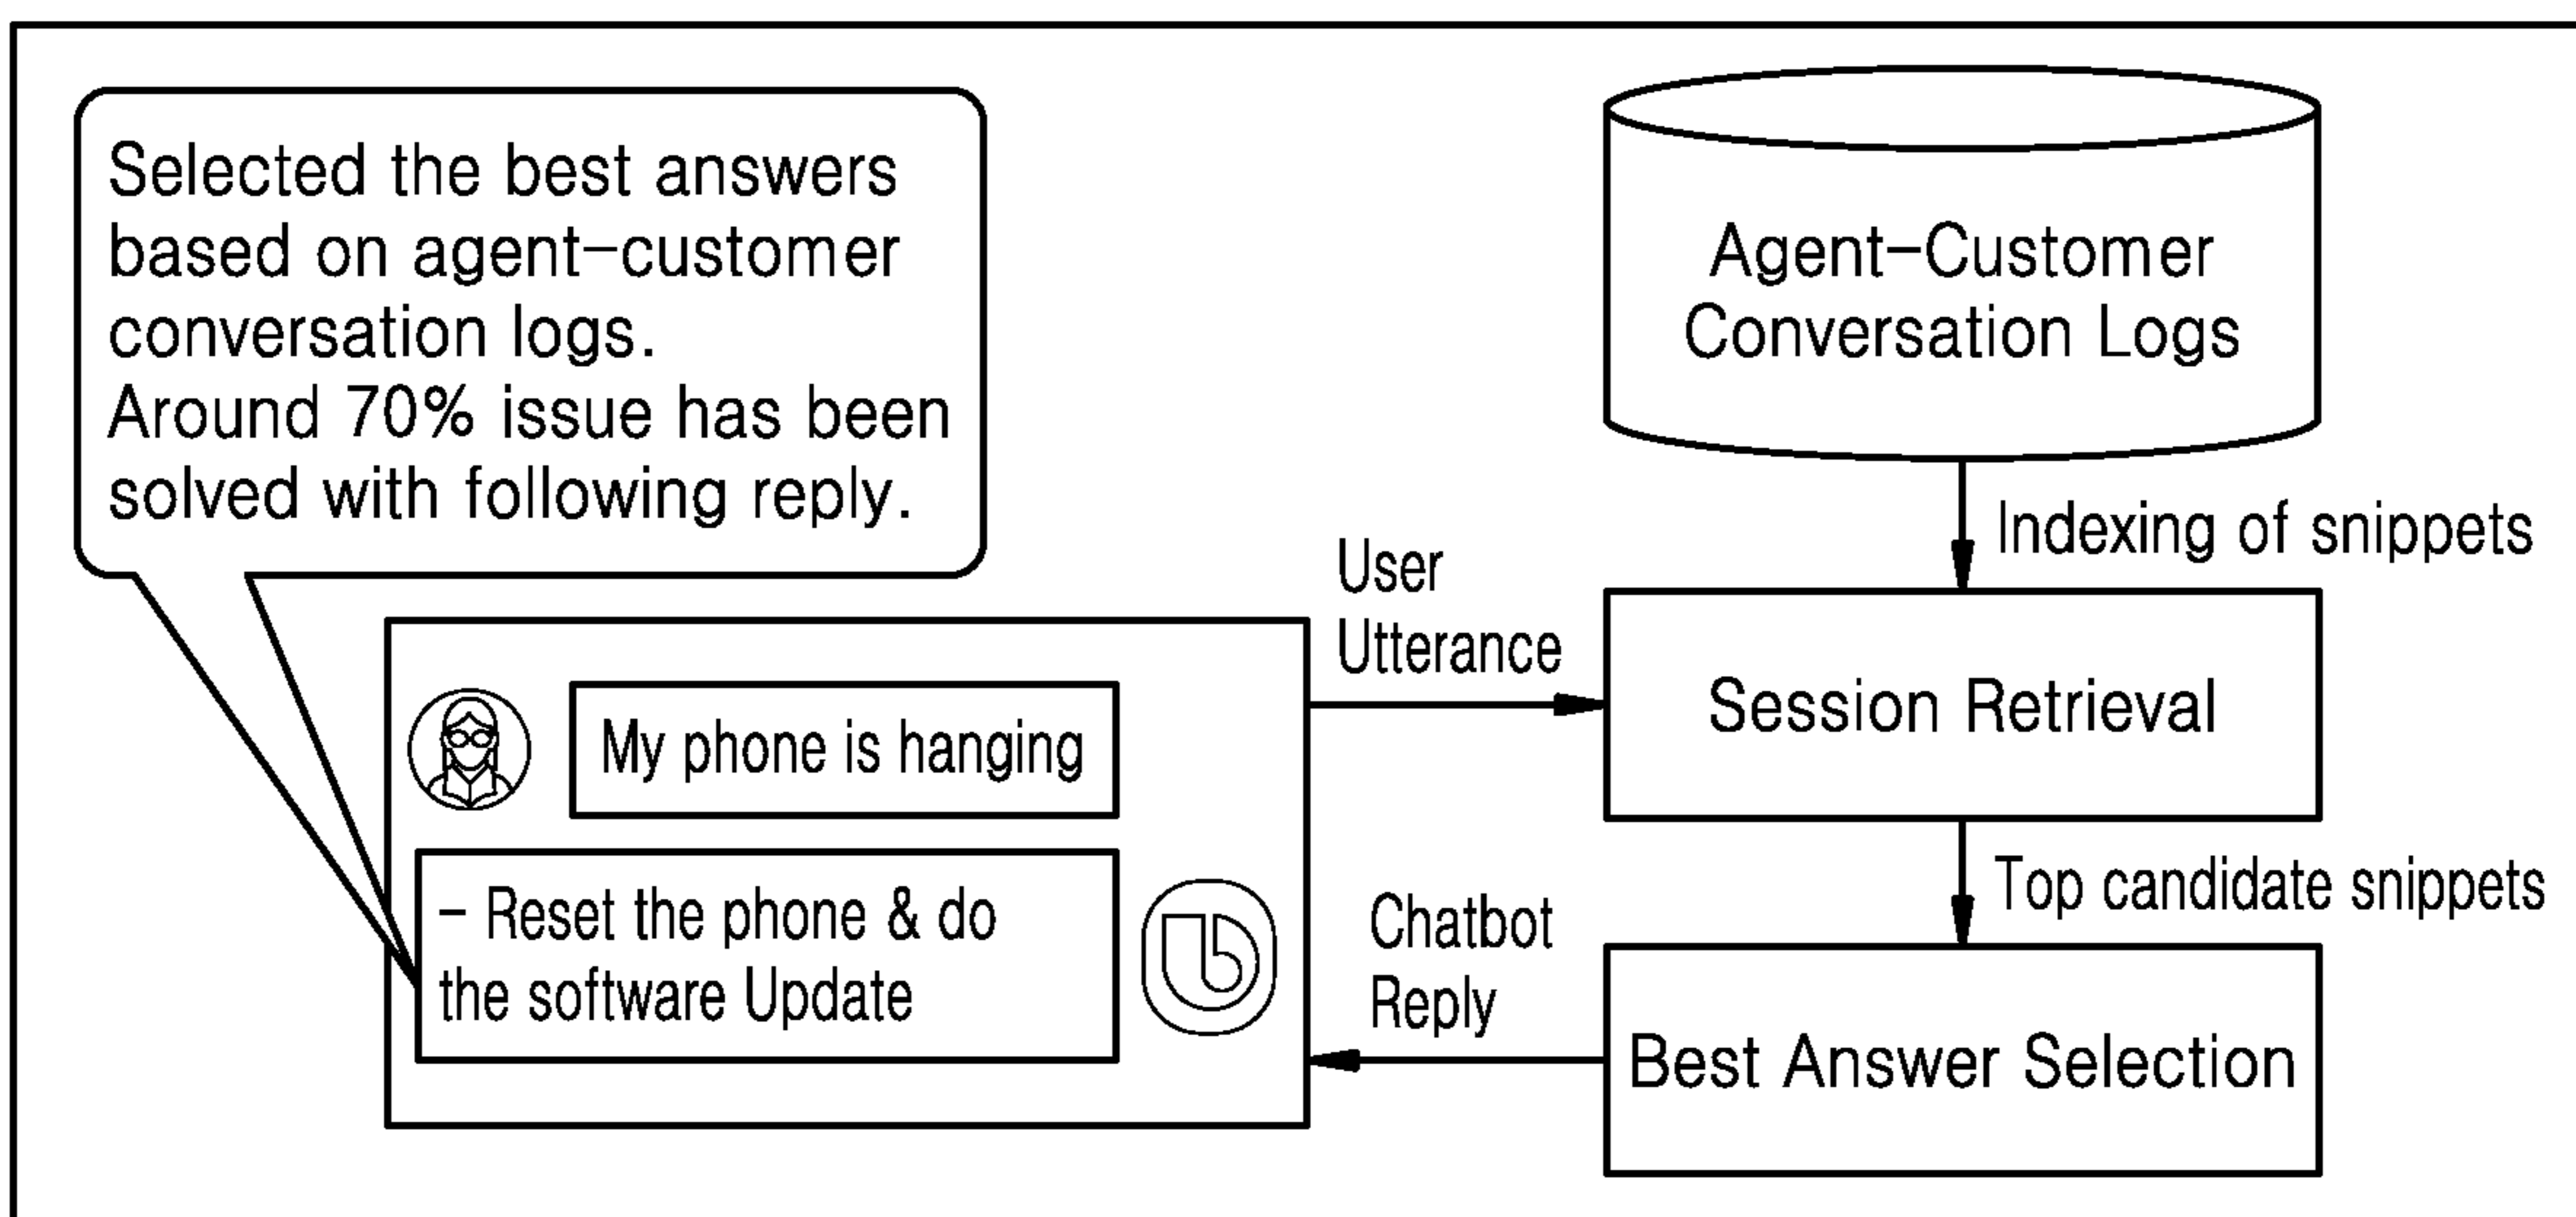 Selected the best answers
based on agent-customer
conversation logs.
Around 70% issue has been
solved with following reply.
Agent-Customer
Conversation Logs
Indexing of snippets
User
Utterance
Session Retrieval
My phone is hanging
Top candidate snippets
- Reset the phone & do
the software Update
Chatbot
Reply
Best Answer Selection